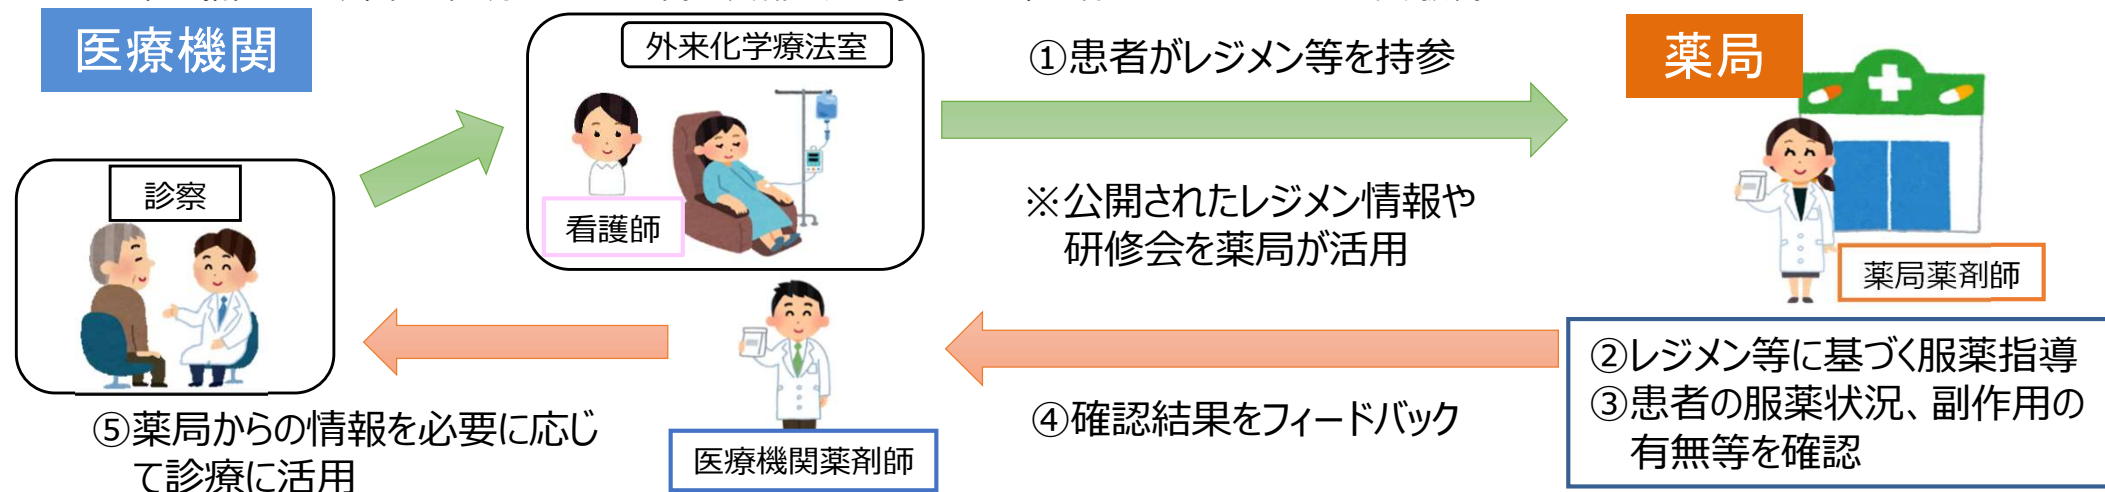 医療機関
外来化学療法室
①患者がレジメン等を持参
薬局
診察
看護師
※公開されたレジメン情報や
研修会を薬局が活用
薬局薬剤師
②レジメン等に基づく服薬指導
③患者の服薬状況、副作用の
有無等を確認
④確認結果をフィードバック
医療機関薬剤師
⑤薬局からの情報を必要に応じ
て診療に活用